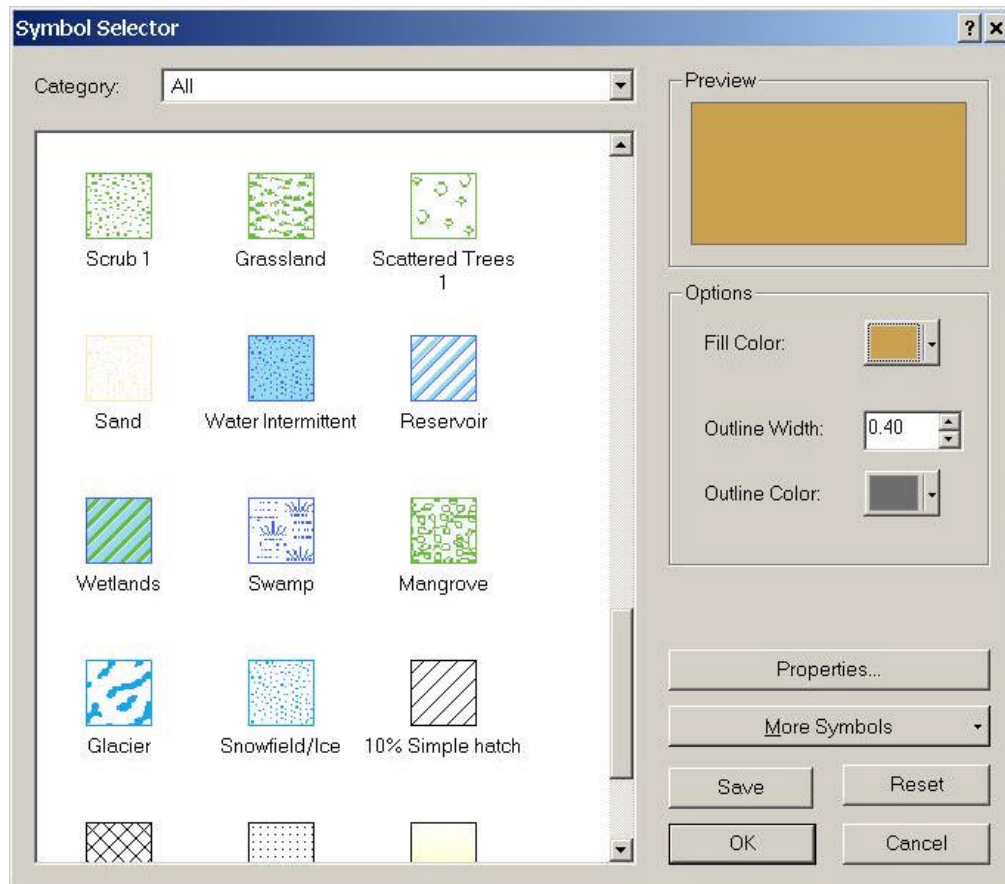 Symbol Selector
Category:
All
Scrub 1
Grassland
Scattered Trees
1
Sand
Water Intermittent
Reservoir
Wetlands
Swamp
Mangrove
Glacier
Snowfield/Ice
10% Simple hatch
Preview
Options
Fill Color:
Outline Width:
0.40
Outline Color:
Properties...
More Symbols
Save
Reset
OK
Cancel